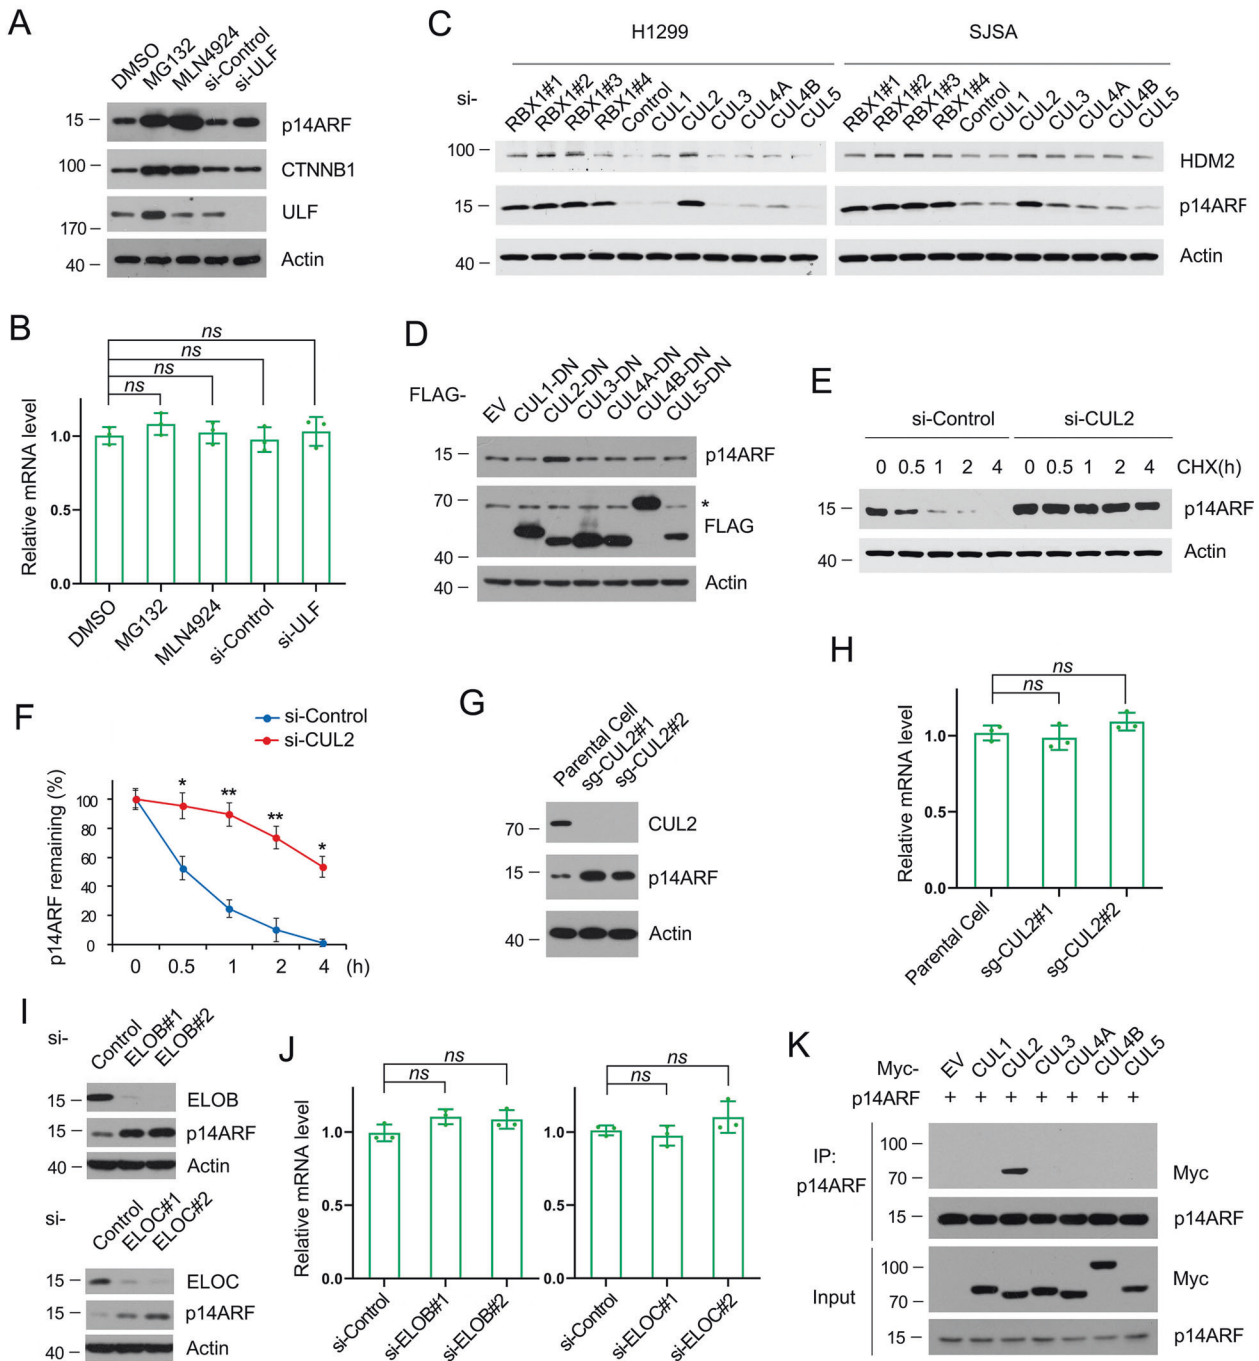 A
DMSO MG132 MLN4924 si-Control si-ULF
15 p14ARF
100 CTNNB1
170 ULF
40 Actin
B
ns
ns
ns
ns
Relative mRNA level
1.0
0.5
0.0
DMSO MG132 MLN4924 si-Control si-ULF
C
H1299 SJSA
si- RBX1#1 RBX1#2 RBX1#3 RBX1#4 Control CUL1 CUL2 CUL3 CUL4A CUL4B CUL5 RBX1#1 RBX1#2 RBX1#3 RBX1#4 Control CUL1 CUL2 CUL3 CUL4A CUL4B CUL5
100 HDM2
15 p14ARF
40 Actin
D
FLAG- EV CUL1-DN CUL2-DN CUL3-DN CUL4A-DN CUL4B-DN CUL5-DN
15 p14ARF
70 *
FLAG
40
40 Actin
E
si-Control si-CUL2
0 0.5 1 2 4 0 0.5 1 2 4 CHX(h)
15 p14ARF
40 Actin
F
si-Control
si-CUL2
p14ARF remaining (%)
100
80
60
40
20
0
* ** ** *
0 0.5 1 2 4 (h)
G
Parental Cell sg-CUL2#1 sg-CUL2#2
70 CUL2
15 p14ARF
40 Actin
H
ns
ns
Relative mRNA level
1.0
0.5
0.0
Parental Cell sg-CUL2#1 sg-CUL2#2
I
si- Control ELOB#1 ELOB#2
15 ELOB
15 p14ARF
40 Actin
si- Control ELOC#1 ELOC#2
15 ELOC
15 p14ARF
40 Actin
J
ns
ns
Relative mRNA level
1.0
0.5
0.0
si-Control si-ELOB#1 si-ELOB#2
ns
ns
1.0
0.5
0.0
si-Control si-ELOC#1 si-ELOC#2
K
Myc- EV CUL1 CUL2 CUL3 CUL4A CUL4B CUL5
p14ARF + + + + + + +
IP: p14ARF
100
70 Myc
15 p14ARF
Input
100 Myc
70
15 p14ARF